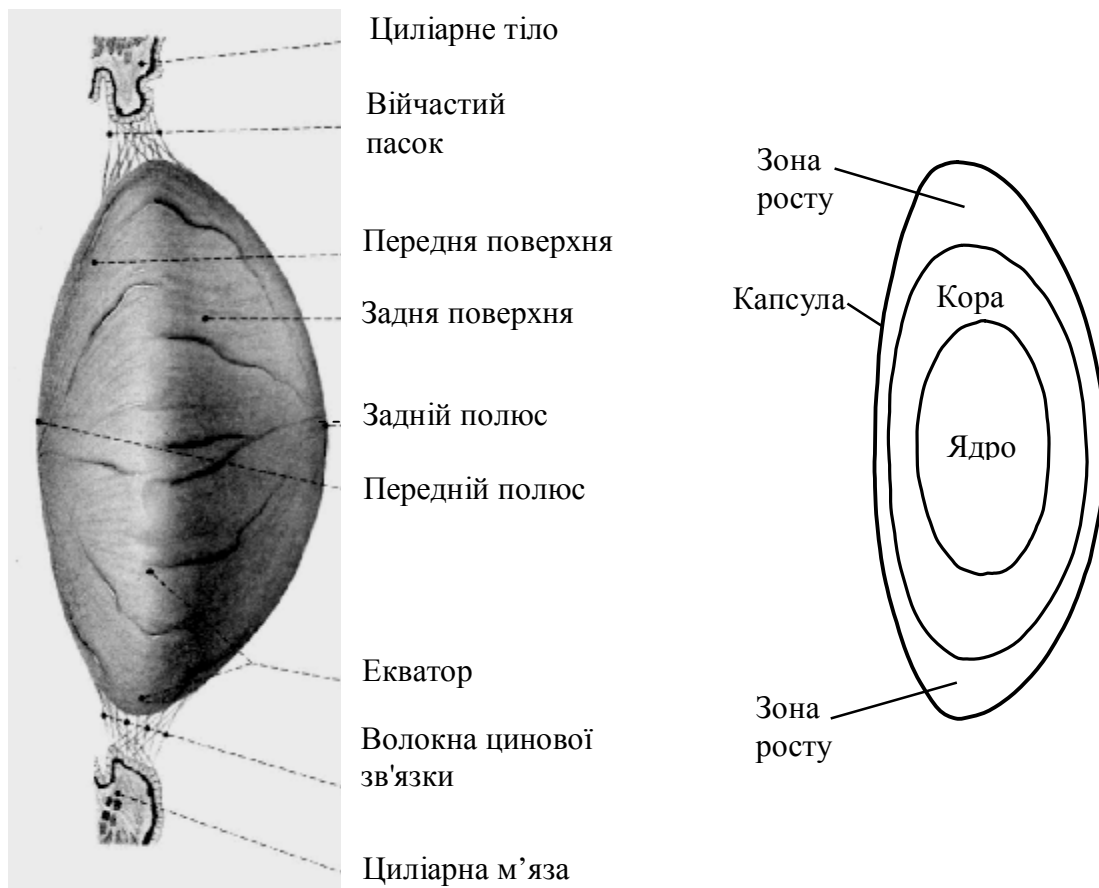 Циліарне тіло
Війчастий
пасок
Передня поверхня
Задня поверхня
Задній полюс
Передній полюс
Екватор
Волокна цинової
зв'язки
Циліарна м’яза
Зона
росту
Капсула
Кора
Ядро
Зона
росту